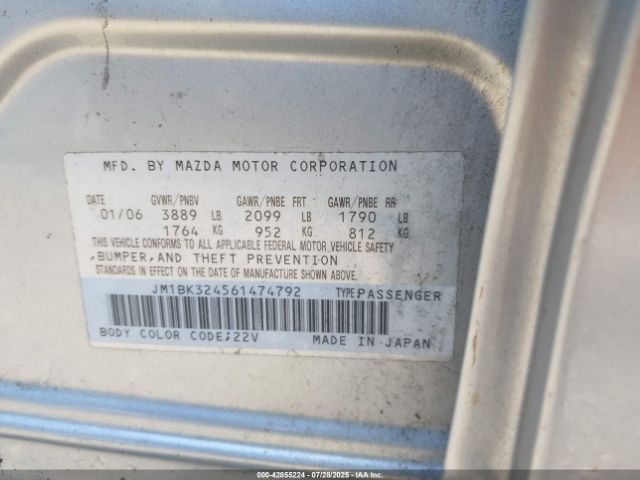 MFD. BY MAZDA MOTOR CORPORATION
DATE GVWR/PNBV GAWR/PNBE FRT GAWR/PNBE RR
01/06 3889 LB 2099 LB 1790 LB
1764 KG 952 KG 812 KG
THIS VEHICLE CONFORMS TO ALL APPLICABLE FEDERAL MOTOR VEHICLE SAFETY
,BUMPER,AND THEFT PREVENTION
STANDARDS IN EFFECT ON THE DATE OF MANUFACTURE SHOWN ABOVE.
JM1BK324561474792 TYPE:PASSENGER
BODY COLOR CODE;22V MADE IN JAPAN
000-42855224 - 07/28/2025 - IAAI.COM